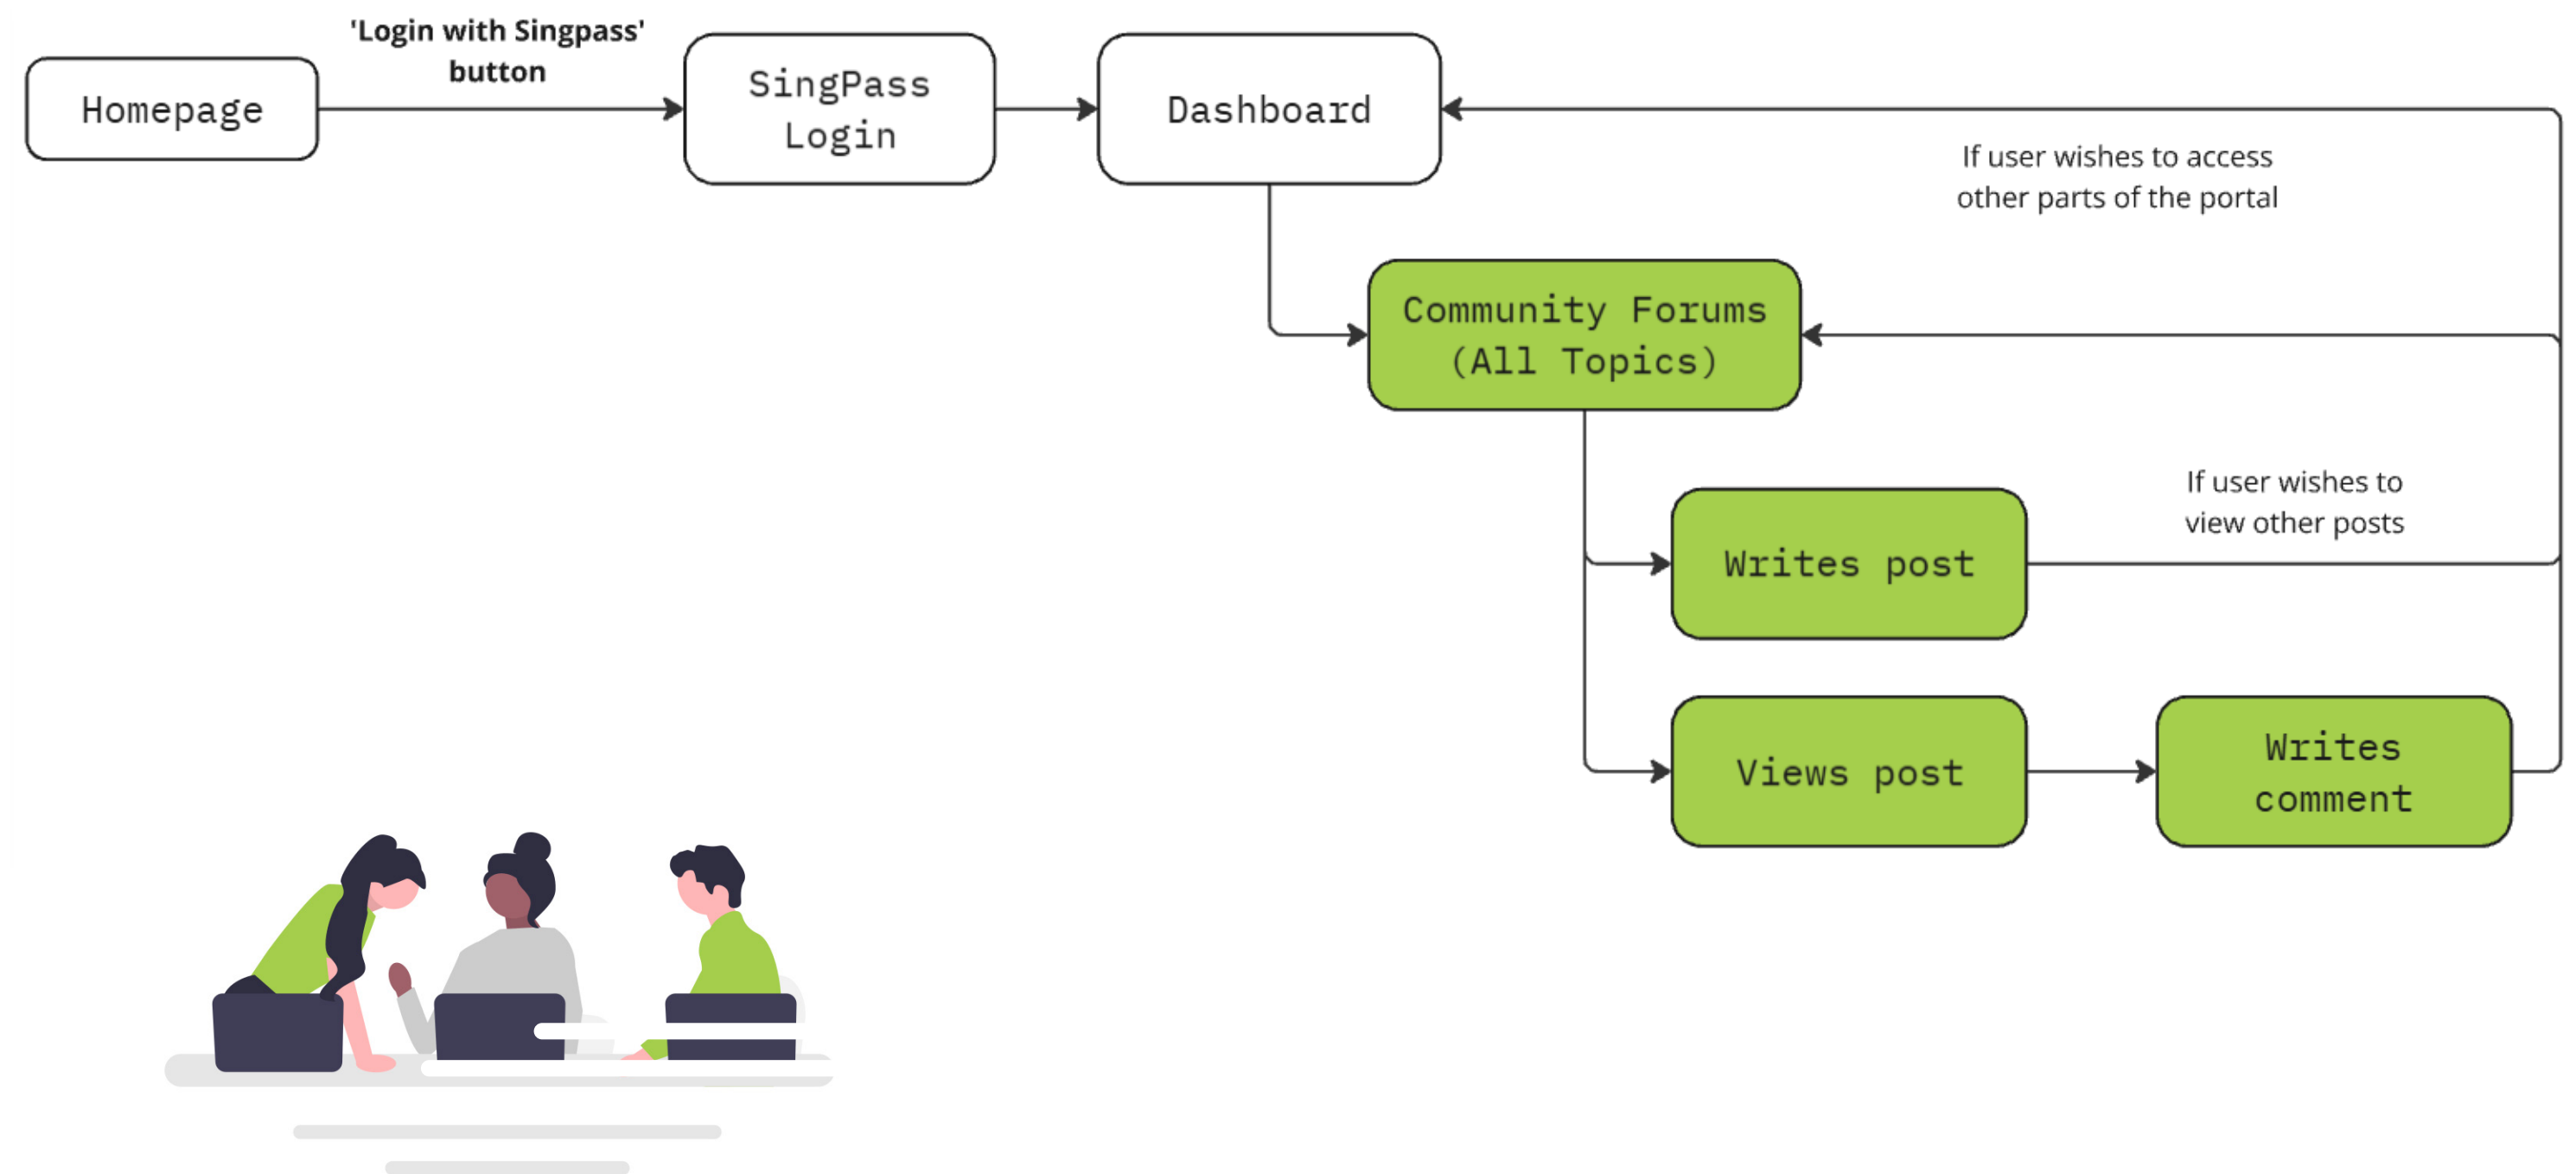 'Login with Singpass'
button
Homepage
SingPass
Login
Dashboard
If user wishes to access
other parts of the portal
Community Forums
(All Topics)
If user wishes to
view other posts
Writes post
Views post
Writes
comment